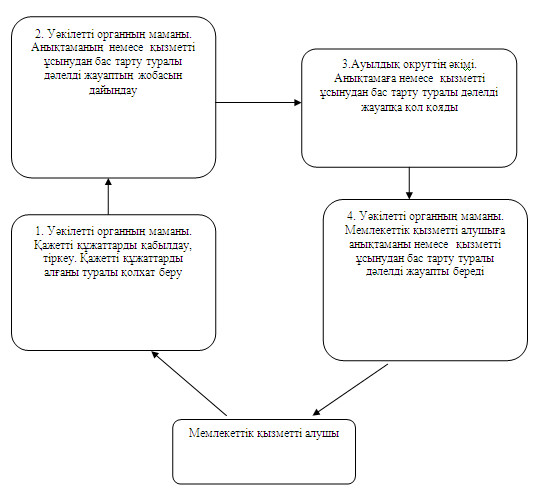 2. Уәкілетті органның маманы.
Анықтаманың немесе қызметті
ұсынудан бас тарту туралы
дәлелді жауаптың жобасын
дайындау
3.Ауылдық округтің әкімі.
Анықтамаға немесе қызметті
ұсынудан бас тарту туралы дәлелді
жауапқа қол қояды
1. Уәкілетті органның маманы.
Қажетті құжаттарды қабылдау,
тіркеу. Қажетті құжаттарды
алғаны туралы қолхат беру
4. Уәкілетті органның маманы.
Мемлекеттік қызметті алушыға
анықтаманы немесе қызметті
ұсынудан бас тарту туралы
дәлелді жауапты береді
Мемлекеттік қызметті алушы